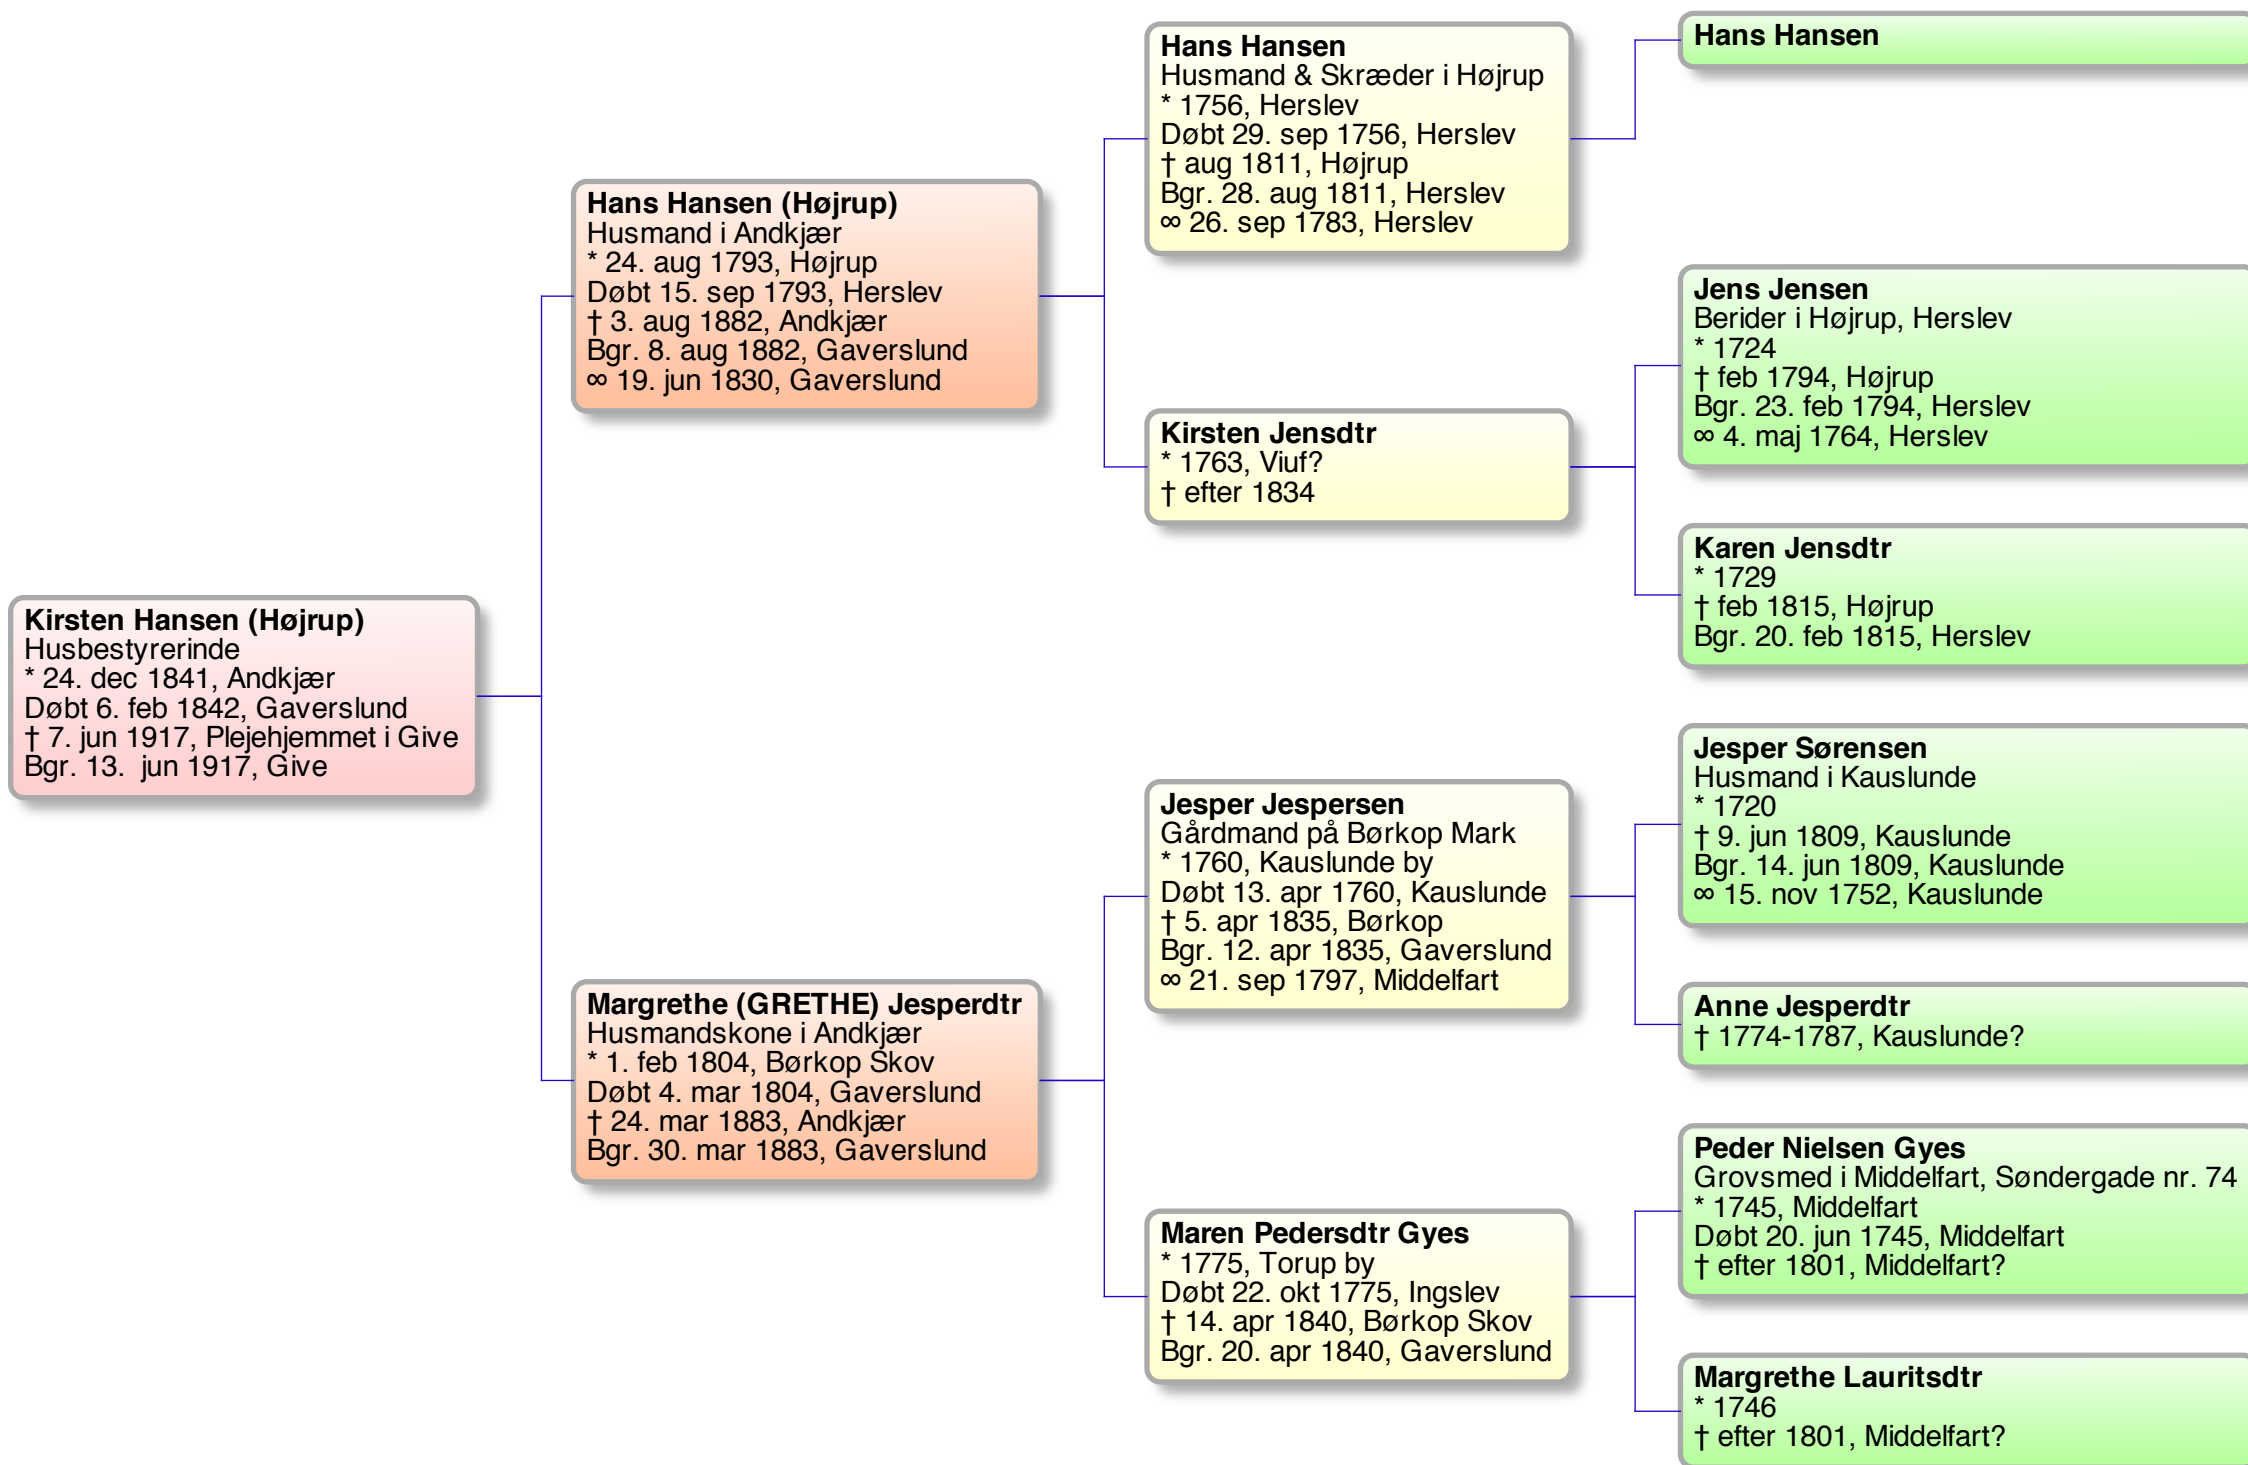 Kirsten Hansen (Højrup)
Husbestyrerinde
* 24. dec 1841, Andkjær
Døbt 6. feb 1842, Gaverslund
† 7. jun 1917, Plejehjemmet i Give
Bgr. 13.  jun 1917, Give
Hans Hansen (Højrup)
Husmand i Andkjær
* 24. aug 1793, Højrup
Døbt 15. sep 1793, Herslev
† 3. aug 1882, Andkjær
Bgr. 8. aug 1882, Gaverslund
∞ 19. jun 1830, Gaverslund
Margrethe (GRETHE) Jesperdtr
Husmandskone i Andkjær
* 1. feb 1804, Børkop Skov
Døbt 4. mar 1804, Gaverslund
† 24. mar 1883, Andkjær
Bgr. 30. mar 1883, Gaverslund
Hans Hansen
Husmand & Skræder i Højrup
* 1756, Herslev
Døbt 29. sep 1756, Herslev
† aug 1811, Højrup
Bgr. 28. aug 1811, Herslev
∞ 26. sep 1783, Herslev
Kirsten Jensdtr
* 1763, Viuf?
† efter 1834
Jesper Jespersen
Gårdmand på Børkop Mark
* 1760, Kauslunde by
Døbt 13. apr 1760, Kauslunde
† 5. apr 1835, Børkop
Bgr. 12. apr 1835, Gaverslund
∞ 21. sep 1797, Middelfart
Maren Pedersdtr Gyes
* 1775, Torup by
Døbt 22. okt 1775, Ingslev
† 14. apr 1840, Børkop Skov
Bgr. 20. apr 1840, Gaverslund
Hans Hansen
Jens Jensen
Berider i Højrup, Herslev
* 1724
† feb 1794, Højrup
Bgr. 23. feb 1794, Herslev
∞ 4. maj 1764, Herslev
Karen Jensdtr
* 1729
† feb 1815, Højrup
Bgr. 20. feb 1815, Herslev
Jesper Sørensen
Husmand i Kauslunde
* 1720
† 9. jun 1809, Kauslunde
Bgr. 14. jun 1809, Kauslunde
∞ 15. nov 1752, Kauslunde
Anne Jesperdtr
† 1774-1787, Kauslunde?
Peder Nielsen Gyes
Grovsmed i Middelfart, Søndergade nr. 74
* 1745, Middelfart
Døbt 20. jun 1745, Middelfart
† efter 1801, Middelfart?
Margrethe Lauritsdtr
* 1746
† efter 1801, Middelfart?